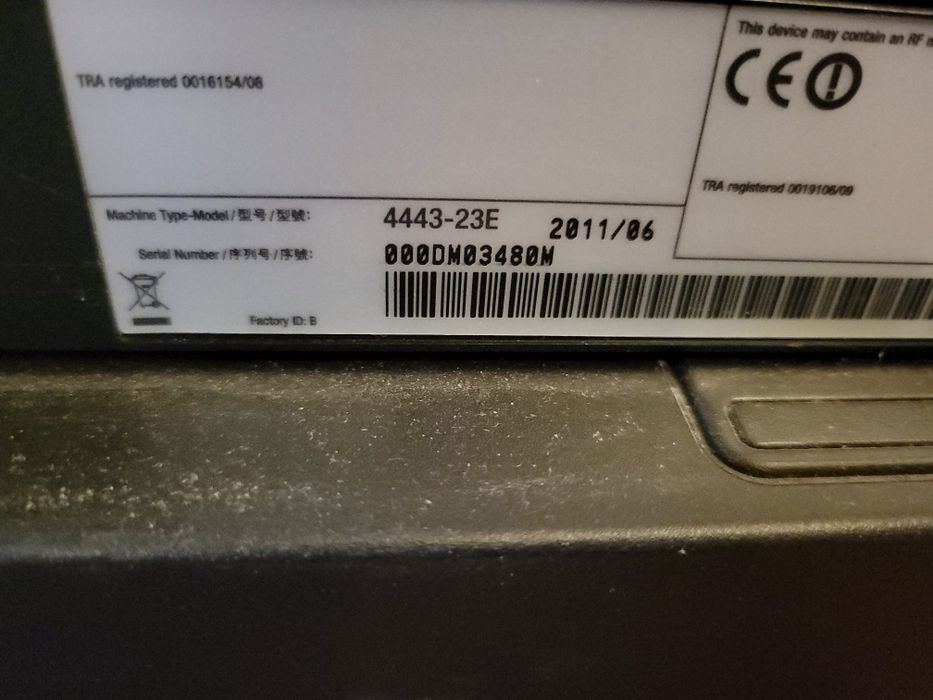 This device may contain an RF
CE
TRA registered 0016154/08
TRA registered 0019106/09
Machine Type-Model / 型号 / 型號: 4443-23E 2011/06
Serial Number / 序列号 / 序號: 000DM03480M
Factory ID: B